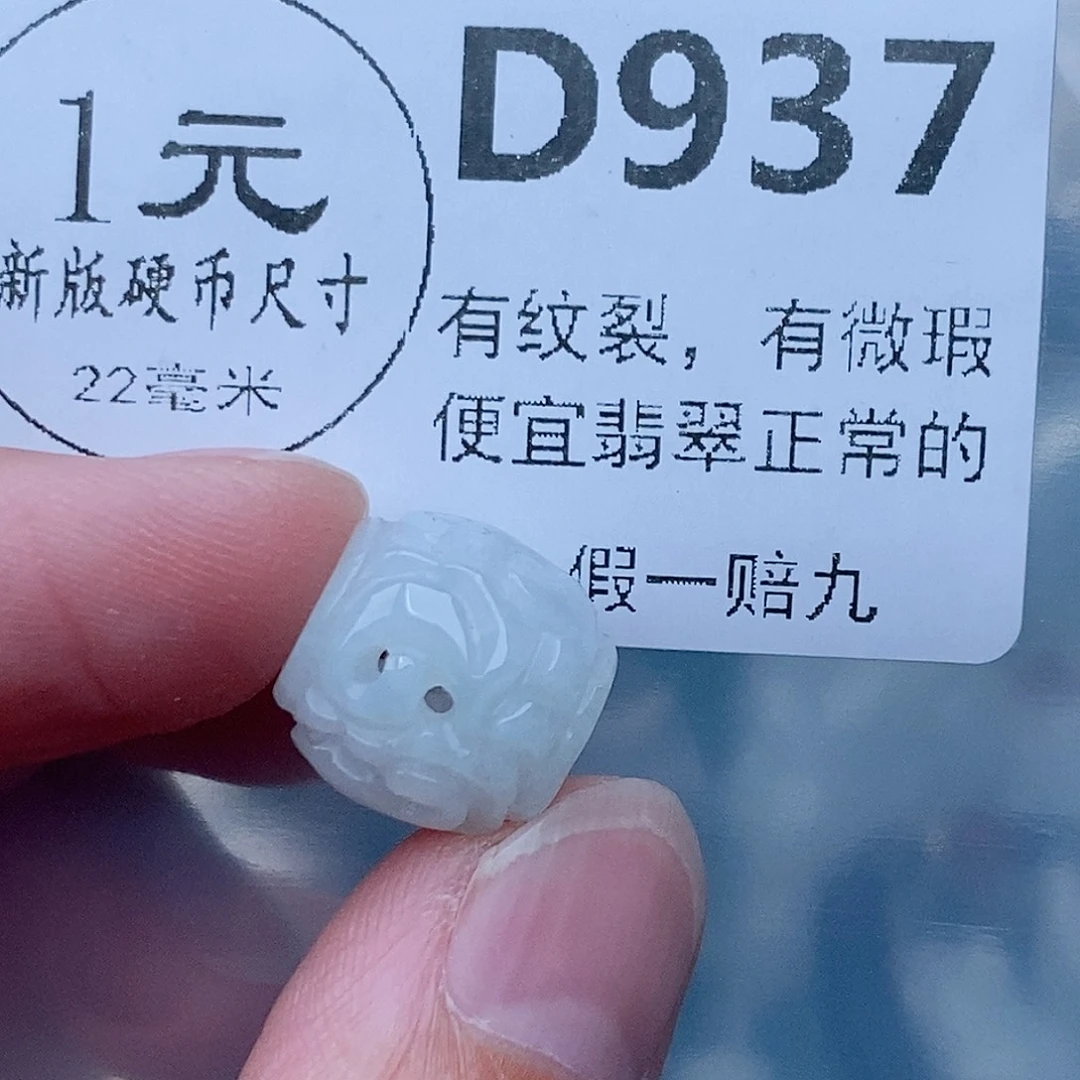 1元
新版硬币尺寸
22毫米
D937
有纹裂，有微瑕
便宜翡翠正常的
假一赔九